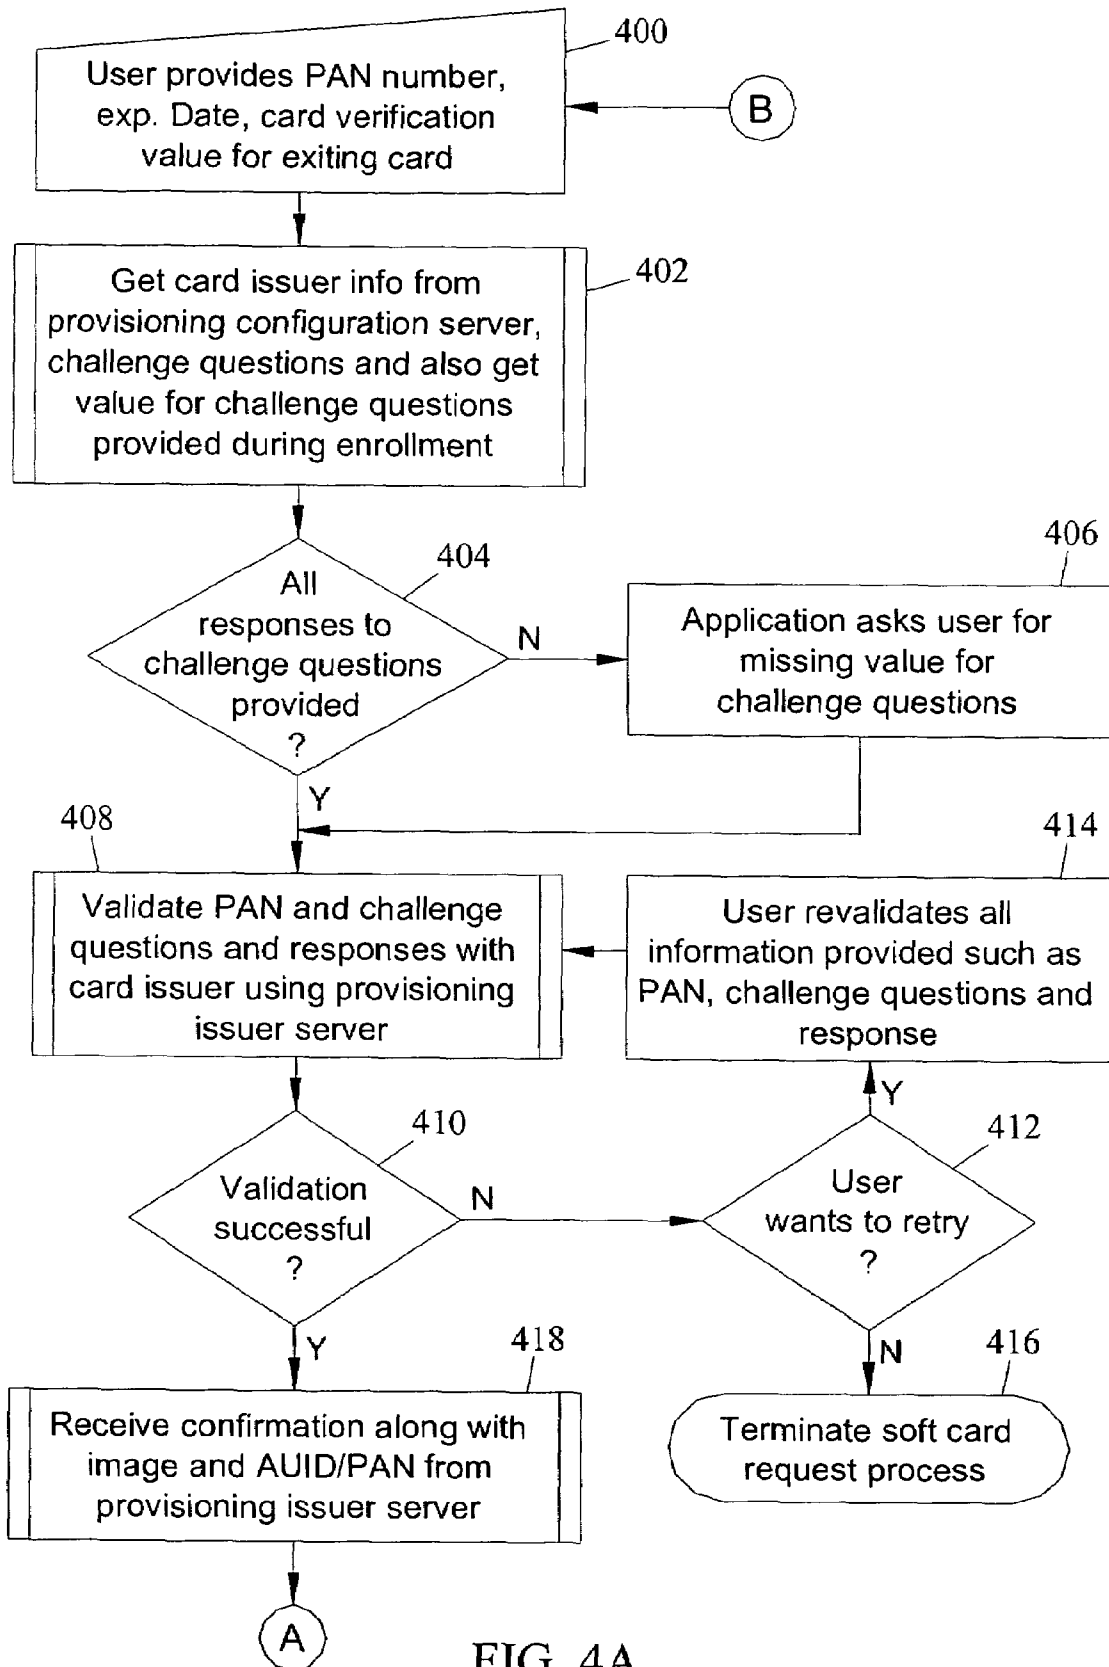 400
User provides PAN number,
exp. Date, card verification
value for exiting card
B
402
Get card issuer info from
provisioning configuration server,
challenge questions and also get
value for challenge questions
provided during enrollment
404
All
responses to
challenge questions
provided
?
N
Y
406
Application asks user for
missing value for
challenge questions
408
Validate PAN and challenge
questions and responses with
card issuer using provisioning
issuer server
414
User revalidates all
information provided such as
PAN, challenge questions and
response
410
Validation
successful
?
N
Y
412
User
wants to retry
?
Y
N
418
Receive confirmation along with
image and AUID/PAN from
provisioning issuer server
416
Terminate soft card
request process
A
FIG. 4A